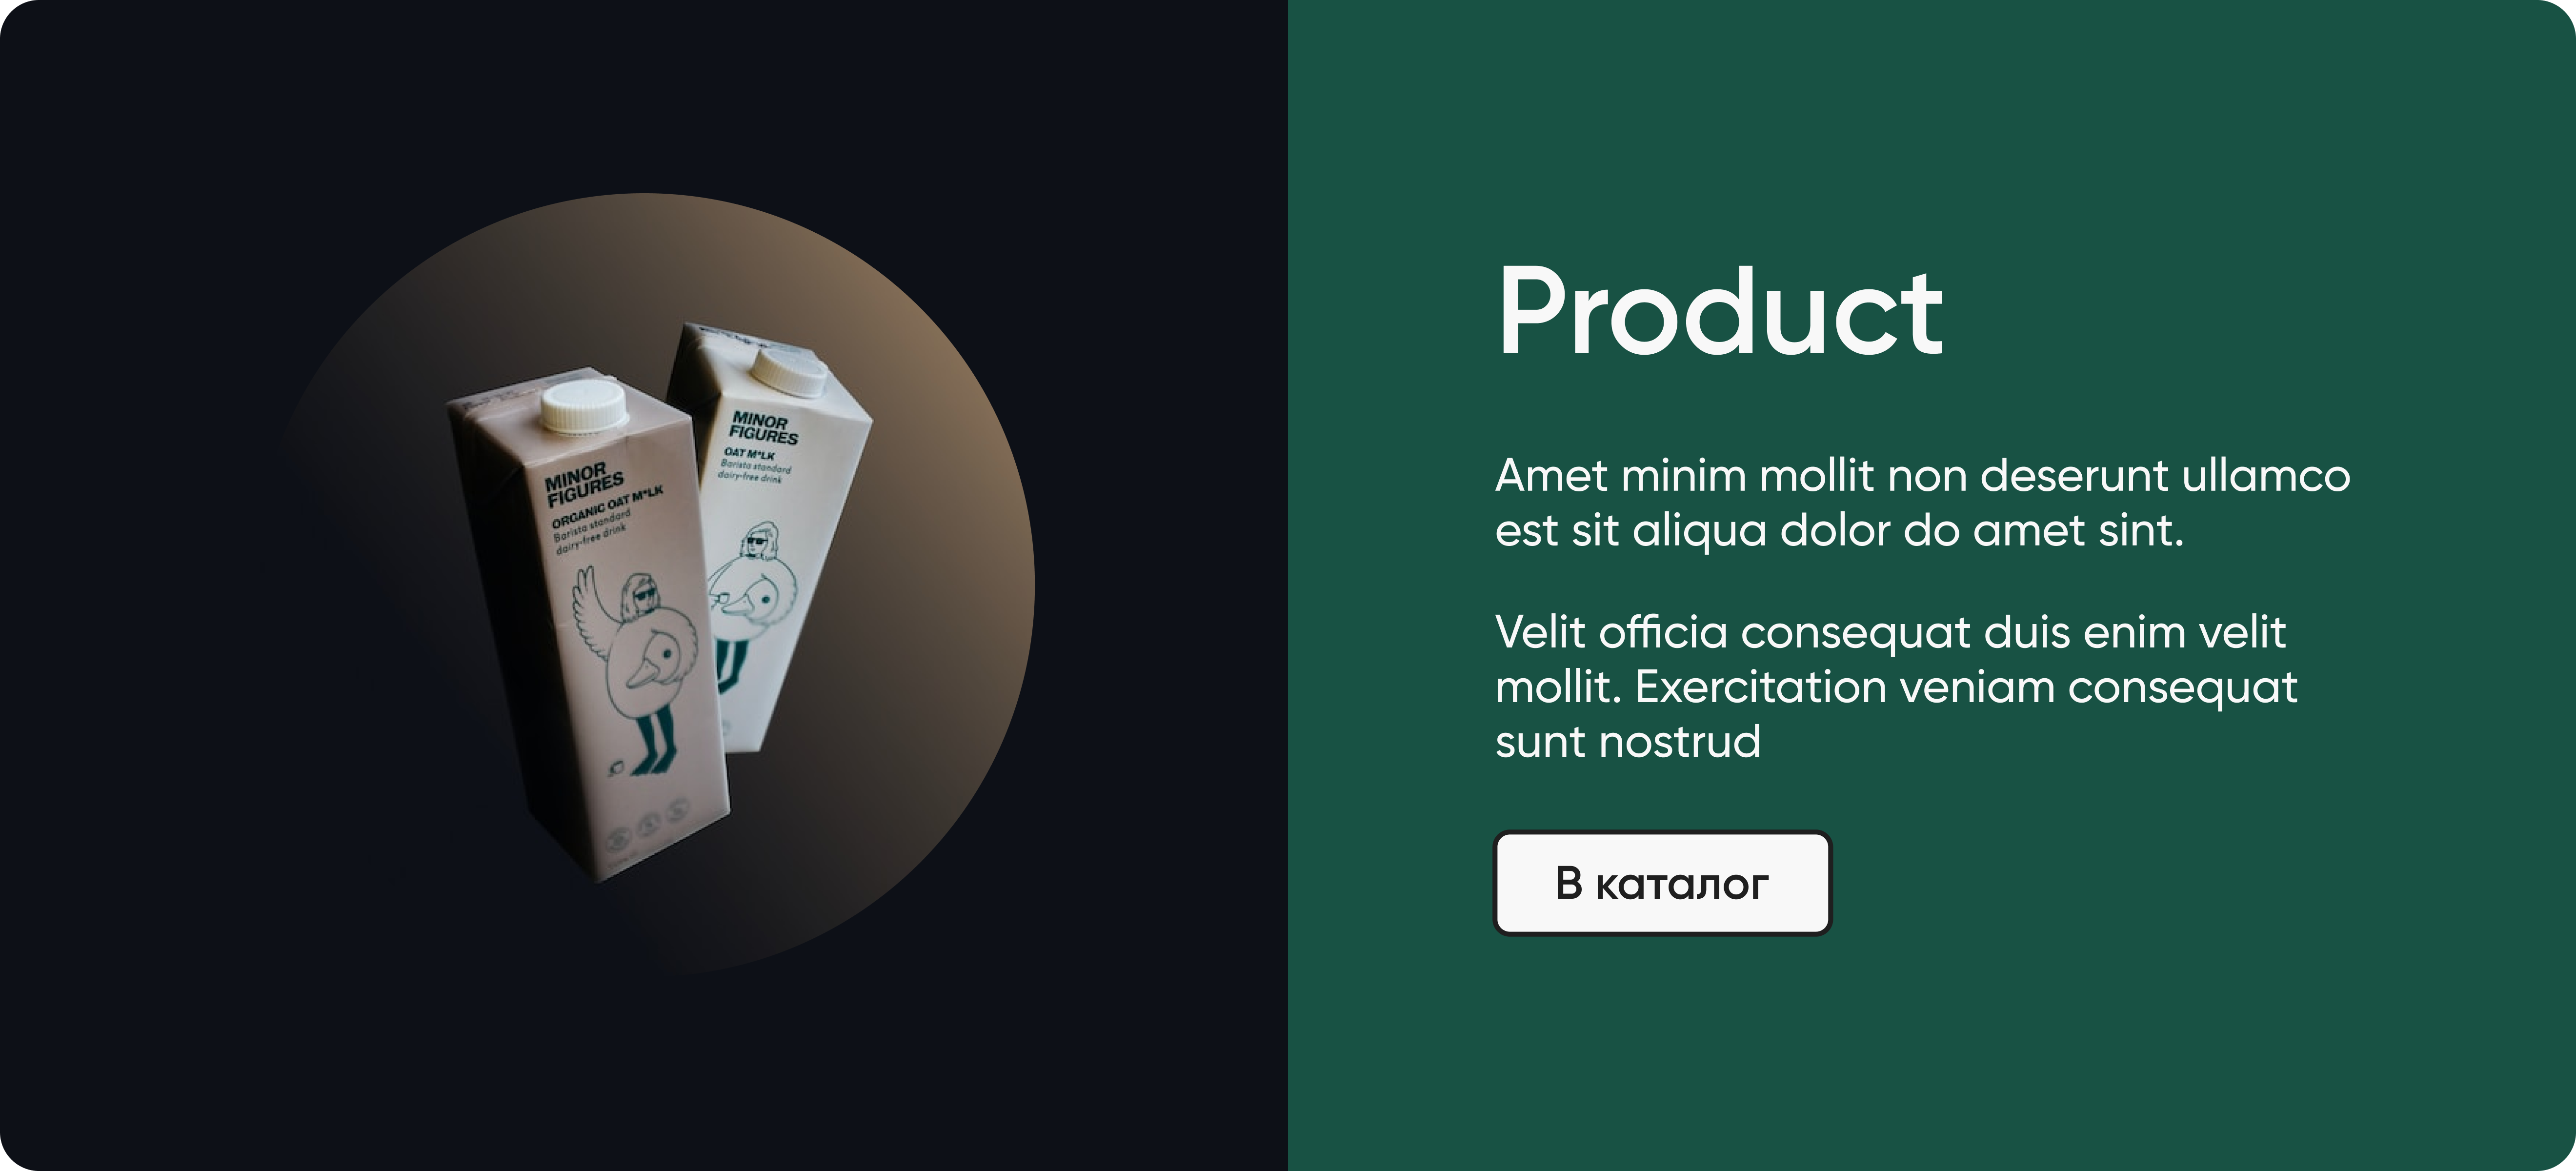 MINOR
FIGURES
ORGANIC OAT M*LK
Barista standard
dairy-free drink
MINOR
FIGURES
OAT M*LK
Barista standard
dairy-free drink
Product
Amet minim mollit non deserunt ullamco
est sit aliqua dolor do amet sint.
Velit officia consequat duis enim velit
mollit. Exercitation veniam consequat
sunt nostrud
В каталог